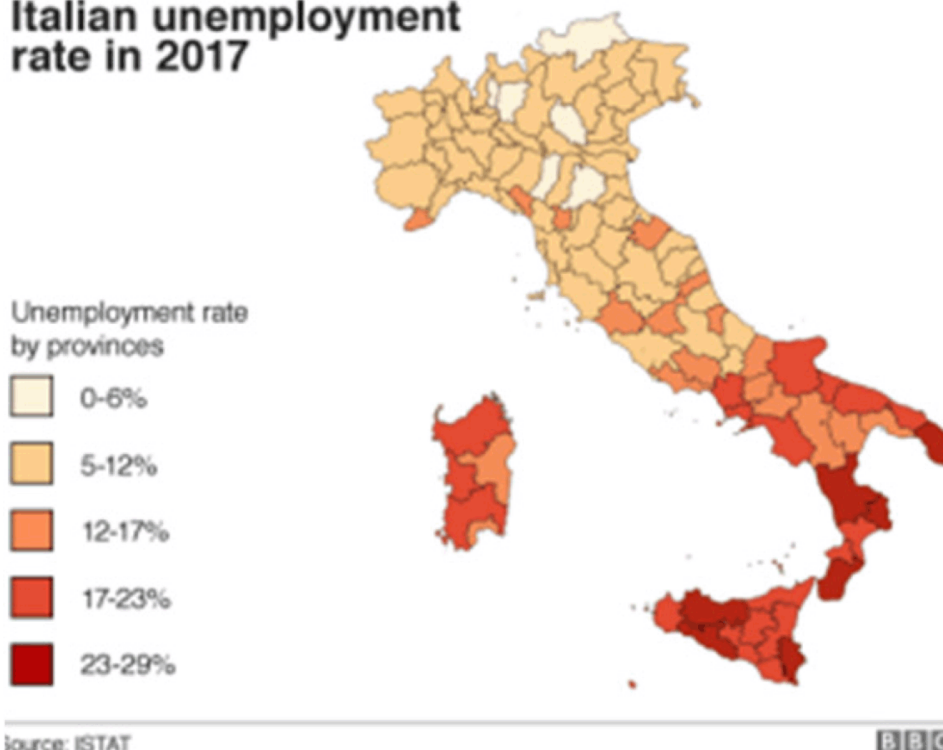 Italian unemployment
rate in 2017
Unemployment rate
by provinces
0-6%
5-12%
12-17%
17-23%
23-29%
Source: ISTAT
BBC